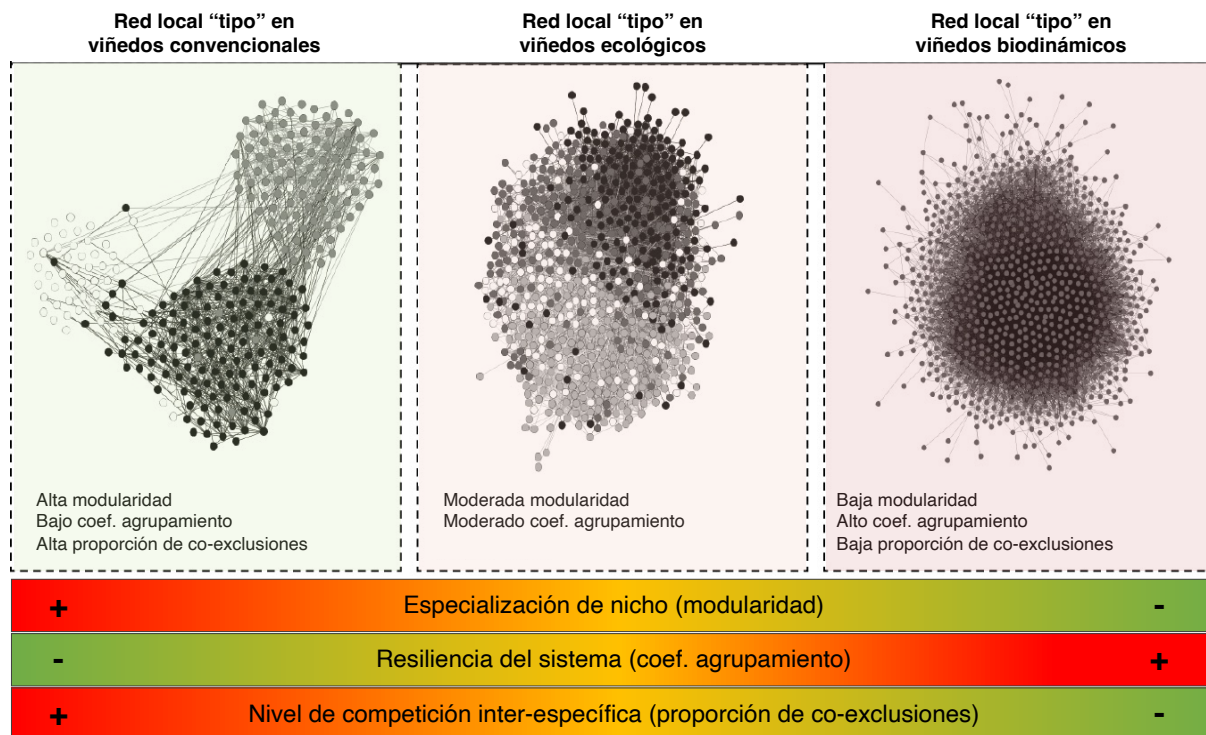 Red local “tipo” en
viñedos convencionales
Red local “tipo” en
viñedos ecológicos
Red local “tipo” en
viñedos biodinámicos
Alta modularidad
Bajo coef. agrupamiento
Alta proporción de co-exclusiones
Moderada modularidad
Moderado coef. agrupamiento
Baja modularidad
Alto coef. agrupamiento
Baja proporción de co-exclusiones
+ Especialización de nicho (modularidad) -
- Resiliencia del sistema (coef. agrupamiento) +
+ Nivel de competición inter-específica (proporción de co-exclusiones) -